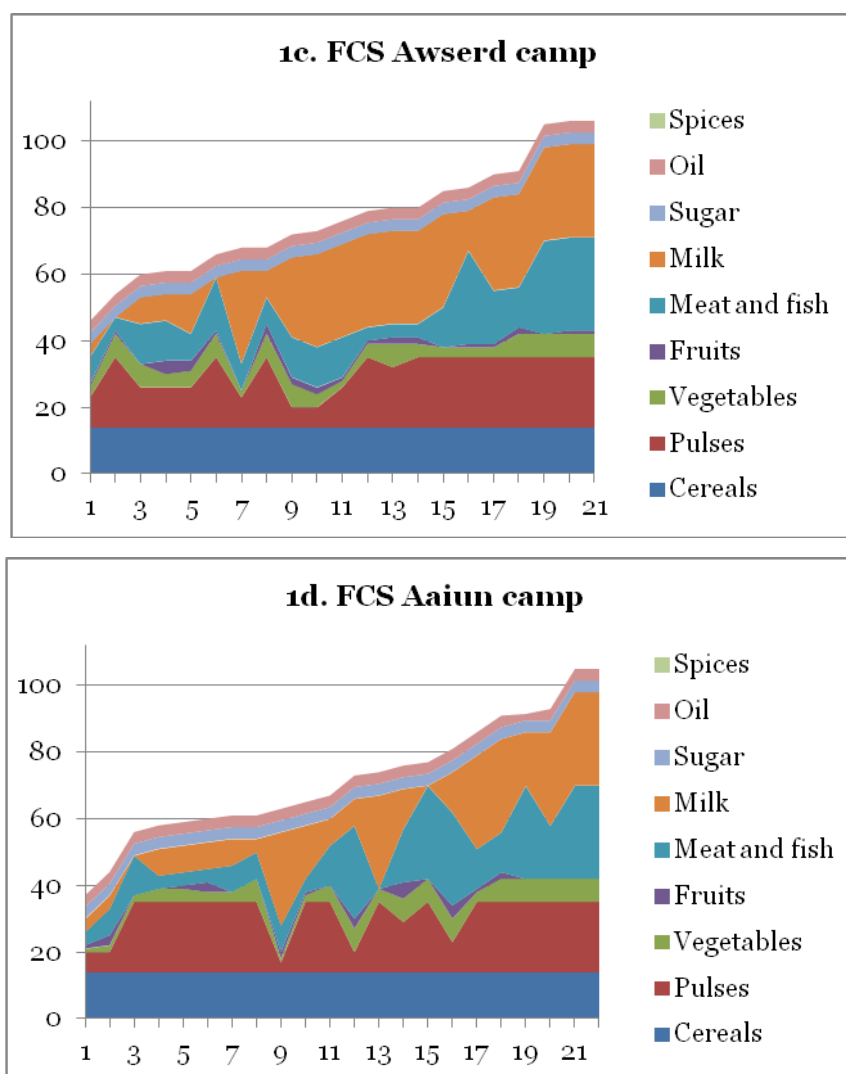 1c. FCS Awserd camp
100
80
60
40
20
0
1 3 5 7 9 11 13 15 17 19 21
Spices
Oil
Sugar
Milk
Meat and fish
Fruits
Vegetables
Pulses
Cereals
1d. FCS Aaiun camp
100
80
60
40
20
0
1 3 5 7 9 11 13 15 17 19 21
Spices
Oil
Sugar
Milk
Meat and fish
Fruits
Vegetables
Pulses
Cereals